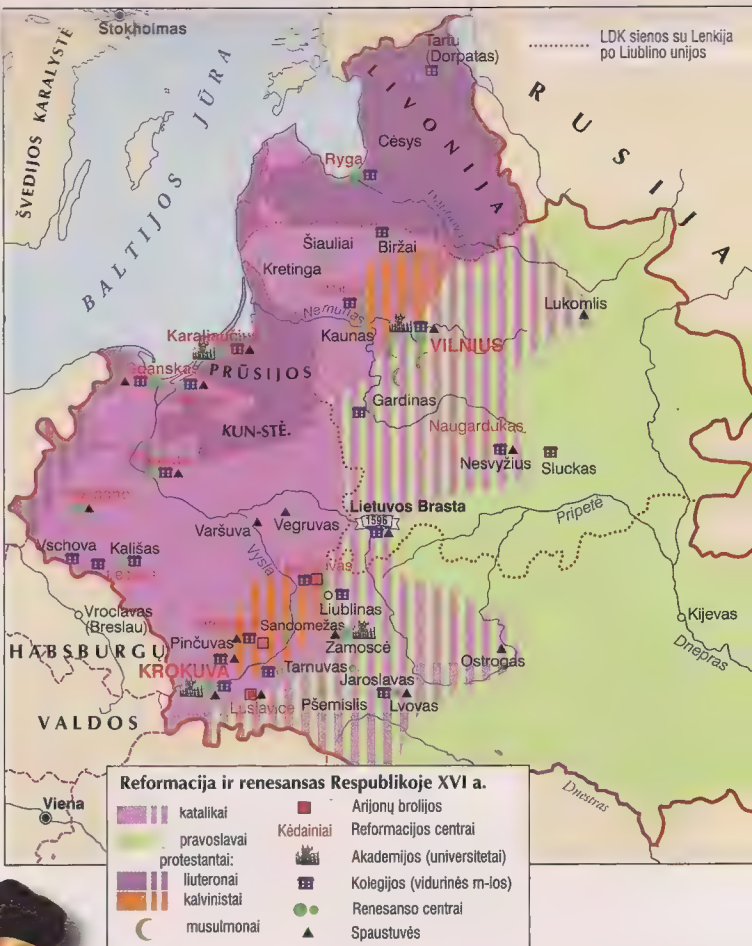 Stokholmas
LDK sienos su Lenkija
po Liublino unijos
Tartu
(Dorpatas)
ŠVEDIJOS KARALYSTĖ
BALTIJOS JŪRA
LIVONIJA
RUSIJA
Cėsys
Ryga
Šiauliai
Biržai
Kretinga
Nemunas
Lukomlis
Kaunas
VILNIUS
Karaliaučius
Gdanskas
PRŪSIJOS
KUN-STĖ.
Gardinas
Naugardukas
Nesvyžius
Sluckas
Lietuvos Brasta
1596
Pripetė
Varšuva
Vegruvas
Vysla
Vschova
Kališas
Liublinas
Vroclavas
(Breslau)
Sandomežas
Kijevas
Zamoscė
Pinčuvas
HABSBURGŲ
Ostrogas
Dnepras
KROKUVA
Tarnuvas
Jaroslavas
VALDOS
Luslavicė
Pšemislis
Lvovas
Dnestras
Viena
Reformacija ir renesansas Respublikoje XVI a.
katalikai
pravoslavai
protestantai:
liuteronai
kalvinistai
musulmonai
Arijonų brolijos
Kėdainiai
Reformacijos centrai
Akademijos (universitetai)
Kolegijos (vidurinės m-los)
Renesanso centrai
Spaustuvės